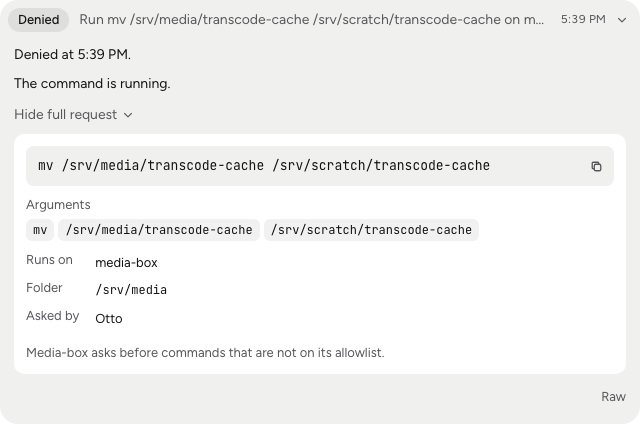 Denied Run mv /srv/media/transcode-cache /srv/scratch/transcode-cache on m... 5:39 PM
Denied at 5:39 PM.
The command is running.
Hide full request
mv /srv/media/transcode-cache /srv/scratch/transcode-cache
Arguments
mv /srv/media/transcode-cache /srv/scratch/transcode-cache
Runs on media-box
Folder /srv/media
Asked by Otto
Media-box asks before commands that are not on its allowlist.
Raw